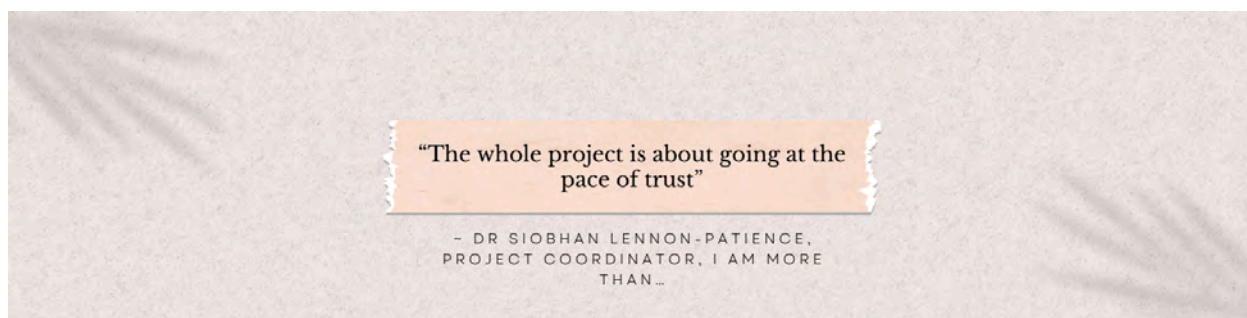 “The whole project is about going at the
pace of trust”
– DR SIOBHAN LENNON-PATIENCE,
PROJECT COORDINATOR, I AM MORE
THAN…